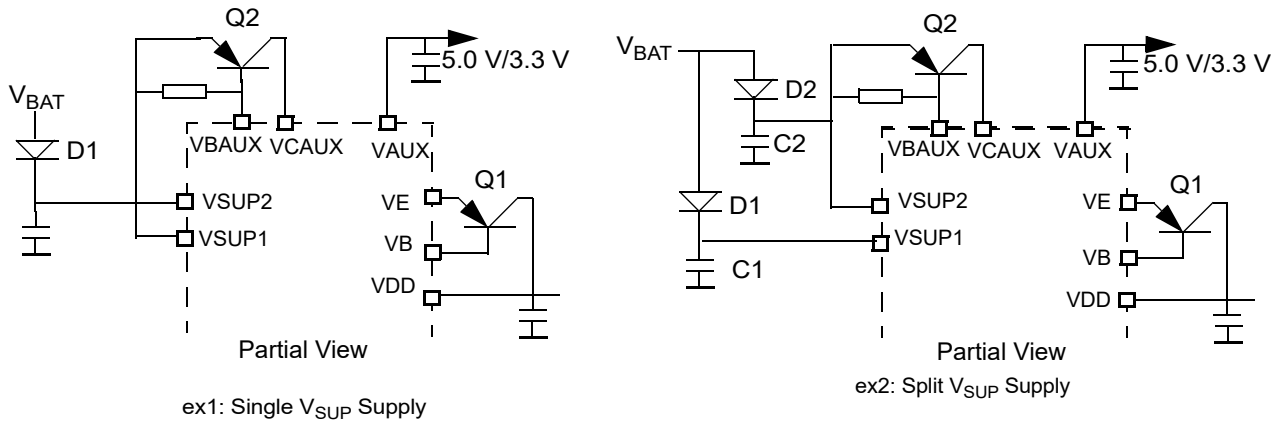 Q2
5.0 V/3.3 V
VBAT
D1
VBAUX VCAUX VAUX
VSUP2
VSUP1
VE
Q1
VB
VDD
Partial View
ex1: Single VSUP Supply
Q2
VBAT
5.0 V/3.3 V
D2
C2
VBAUX VCAUX VAUX
D1
VSUP2
VSUP1
C1
VE
Q1
VB
VDD
Partial View
ex2: Split VSUP Supply